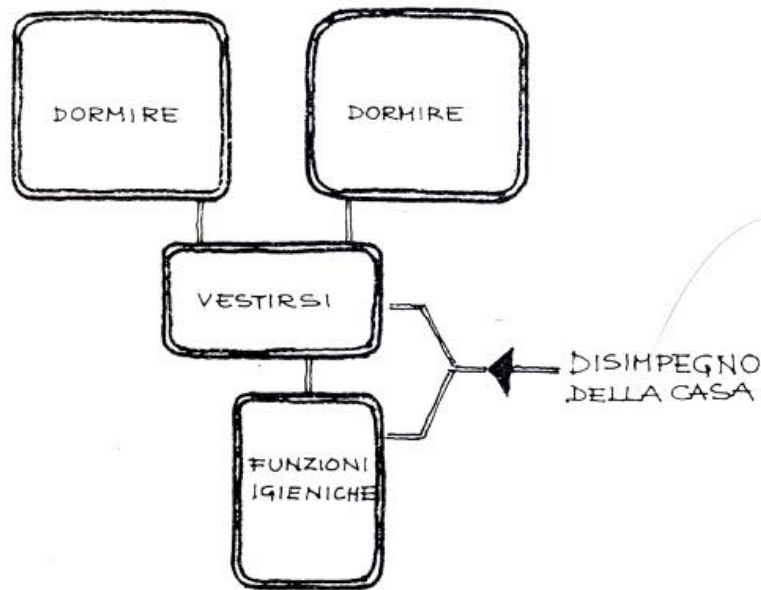 DORMIRE
DORMIRE
VESTIRSI
DISIMPEGNO
DELLA CASA
FUNZIONI
IGIENICHE